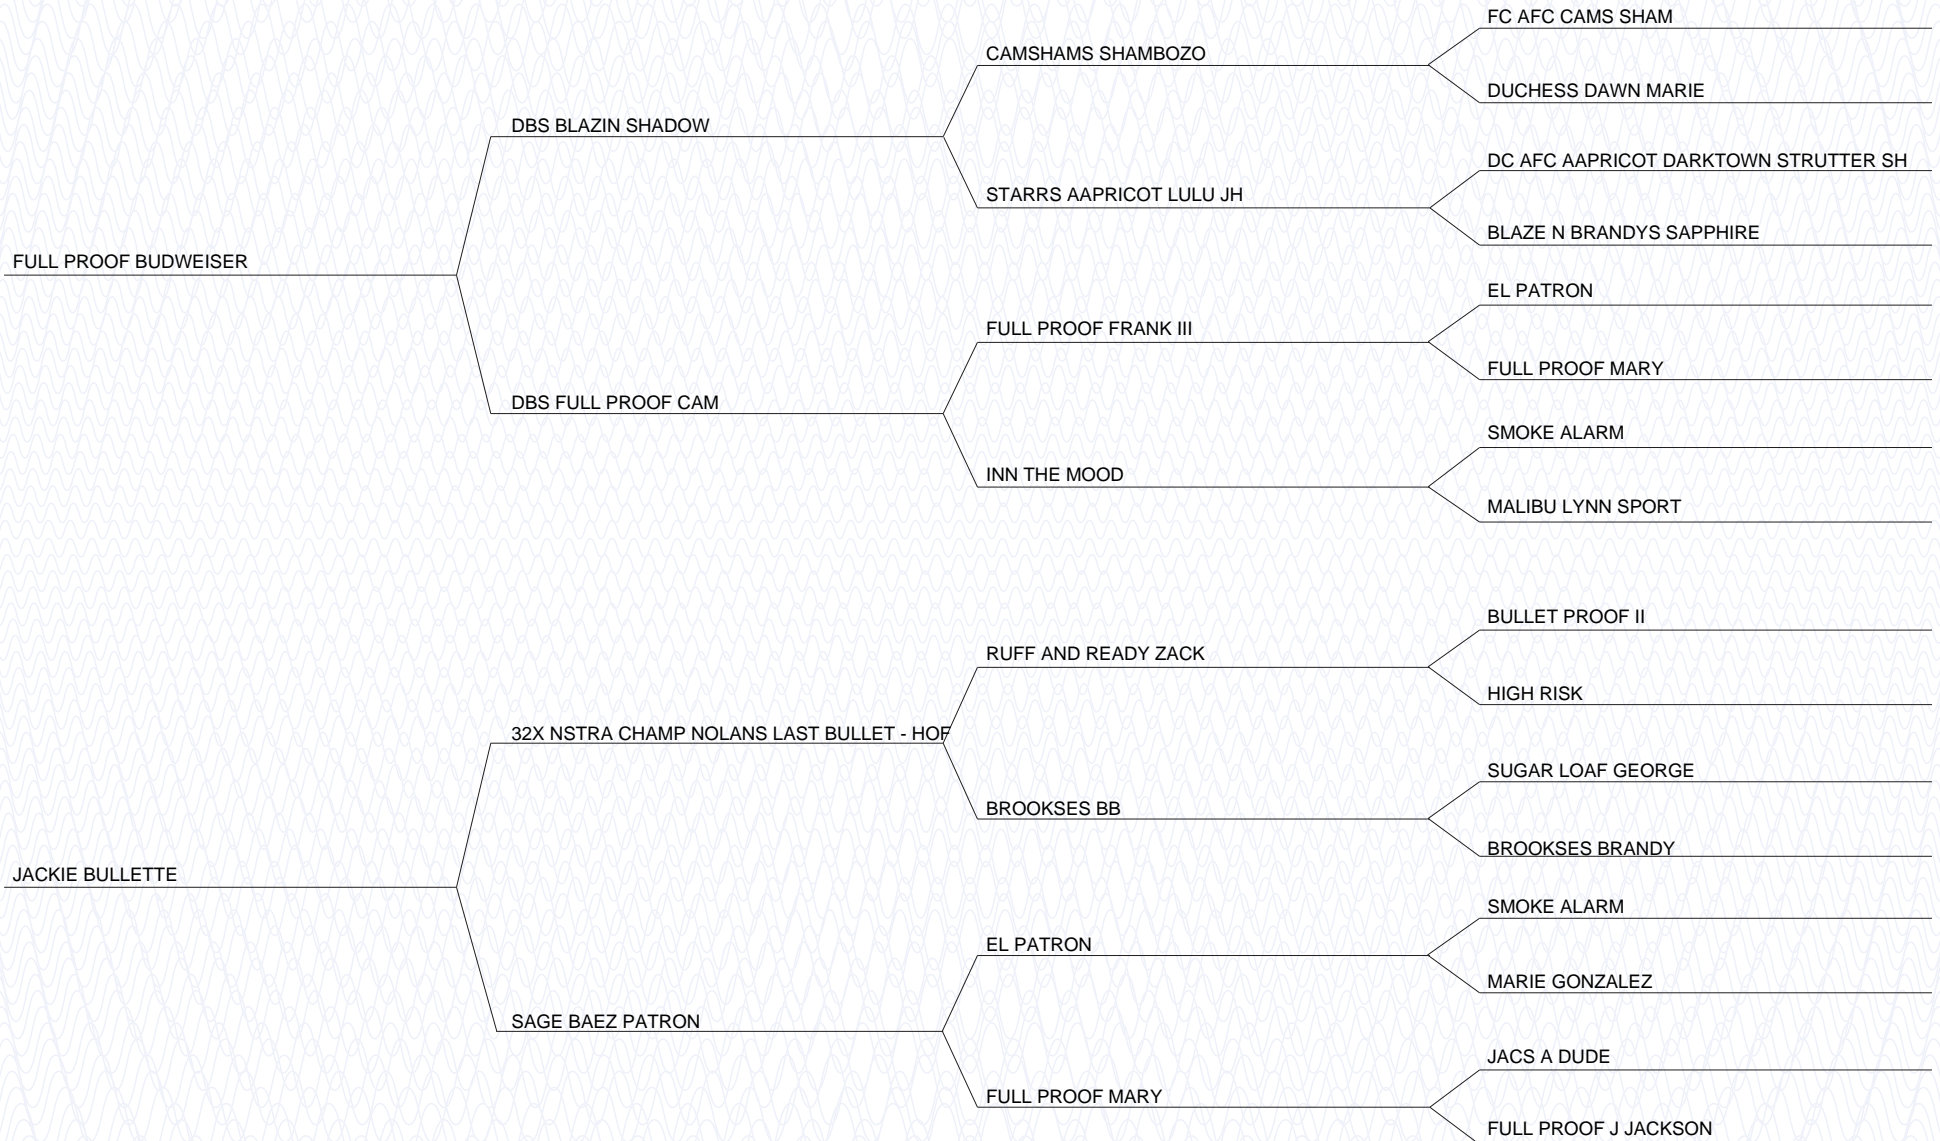 FC AFC CAMS SHAM
CAMSHAMS SHAMBOZO
DUCHESS DAWN MARIE
DBS BLAZIN SHADOW
DC AFC AAPRICOT DARKTOWN STRUTTER SH
STARRS AAPRICOT LULU JH
BLAZE N BRANDYS SAPPHIRE
FULL PROOF BUDWEISER
EL PATRON
FULL PROOF FRANK III
FULL PROOF MARY
DBS FULL PROOF CAM
SMOKE ALARM
INN THE MOOD
MALIBU LYNN SPORT
BULLET PROOF II
RUFF AND READY ZACK
HIGH RISK
32X NSTRA CHAMP NOLANS LAST BULLET - HOF
SUGAR LOAF GEORGE
BROOKSES BB
BROOKSES BRANDY
JACKIE BULLETTE
SMOKE ALARM
EL PATRON
MARIE GONZALEZ
SAGE BAEZ PATRON
JACS A DUDE
FULL PROOF MARY
FULL PROOF J JACKSON